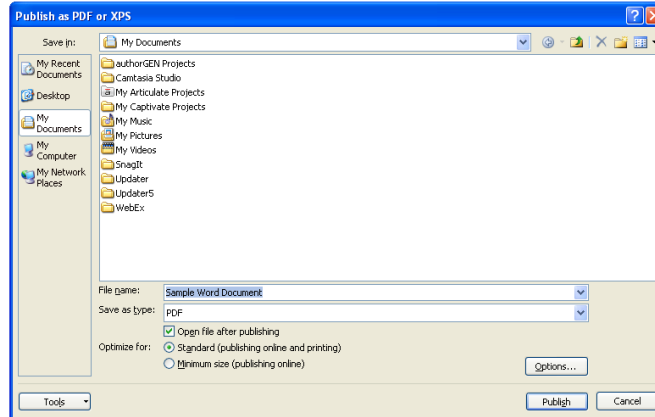 Publish as PDF or XPS
Save in:
My Documents
My Recent
Documents
Desktop
My
Documents
My
Computer
My Network
Places
authorGEN Projects
Camtasia Studio
My Articulate Projects
My Captivate Projects
My Music
My Pictures
My Videos
SnagIt
Updater
Updater5
WebEx
File name:
Sample Word Document
Save as type:
PDF
Open file after publishing
Optimize for:
Standard (publishing online and printing)
Minimum size (publishing online)
Options...
Tools
Publish
Cancel